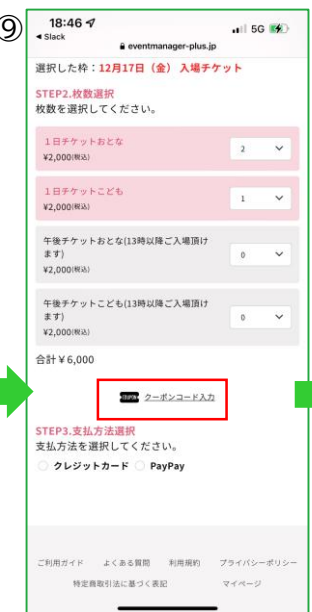 ⑨
18:46
5G
◀ Slack
eventmanager-plus.jp
選択した枠：12月17日（金） 入場チケット
STEP2.枚数選択
枚数を選択してください。
1日チケットおとな
¥2,000(税込)
2
1日チケットこども
¥2,000(税込)
1
午後チケットおとな(13時以降ご入場頂け
ます)
¥2,000(税込)
0
午後チケットこども(13時以降ご入場頂け
ます)
¥2,000(税込)
0
合計￥6,000
COUPON クーポンコード入力
STEP3.支払方法選択
支払方法を選択してください。
クレジットカード PayPay
ご利用ガイド よくある質問 利用規約 プライバシーポリシー
特定商取引法に基づく表記 マイページ